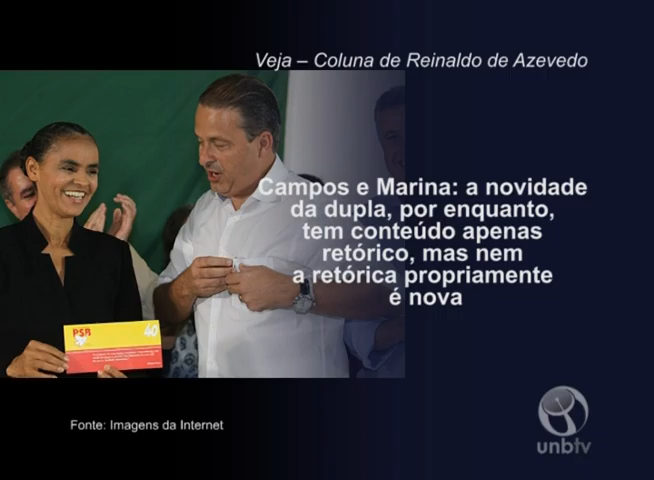 Veja – Coluna de Reinaldo de Azevedo
Campos e Marina: a novidade
da dupla, por enquanto,
tem conteúdo apenas
retórico, mas nem
a retórica propriamente
é nova
PSB
40
Fonte: Imagens da Internet
unbtv